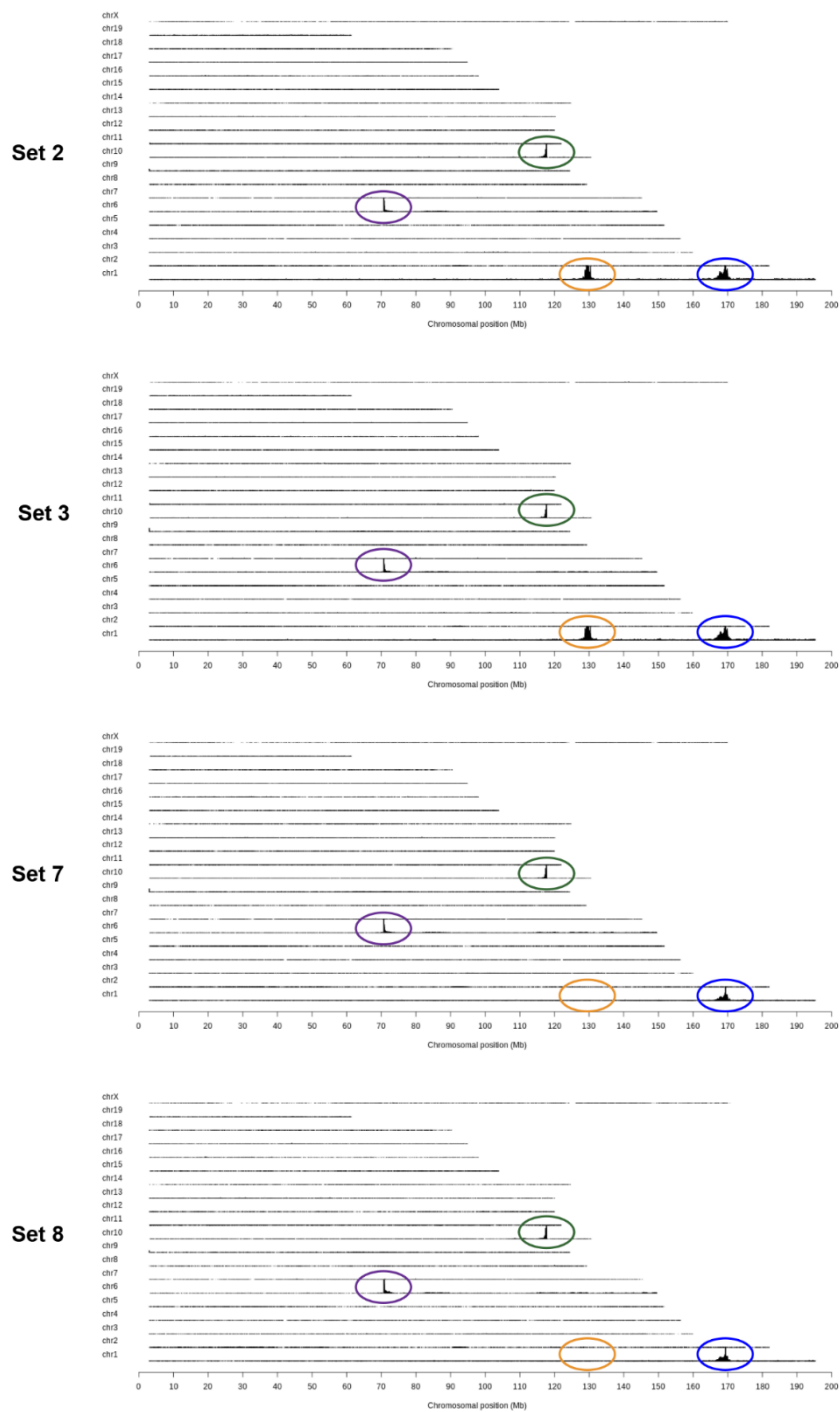 Set 2
chrX
chr19
chr18
chr17
chr16
chr15
chr14
chr13
chr12
chr11
chr10
chr9
chr8
chr7
chr6
chr5
chr4
chr3
chr2
chr1
0 10 20 30 40 50 60 70 80 90 100 110 120 130 140 150 160 170 180 190 200
Chromosomal position (Mb)
Set 3
chrX
chr19
chr18
chr17
chr16
chr15
chr14
chr13
chr12
chr11
chr10
chr9
chr8
chr7
chr6
chr5
chr4
chr3
chr2
chr1
0 10 20 30 40 50 60 70 80 90 100 110 120 130 140 150 160 170 180 190 200
Chromosomal position (Mb)
Set 7
chrX
chr19
chr18
chr17
chr16
chr15
chr14
chr13
chr12
chr11
chr10
chr9
chr8
chr7
chr6
chr5
chr4
chr3
chr2
chr1
0 10 20 30 40 50 60 70 80 90 100 110 120 130 140 150 160 170 180 190 200
Chromosomal position (Mb)
Set 8
chrX
chr19
chr18
chr17
chr16
chr15
chr14
chr13
chr12
chr11
chr10
chr9
chr8
chr7
chr6
chr5
chr4
chr3
chr2
chr1
0 10 20 30 40 50 60 70 80 90 100 110 120 130 140 150 160 170 180 190 200
Chromosomal position (Mb)